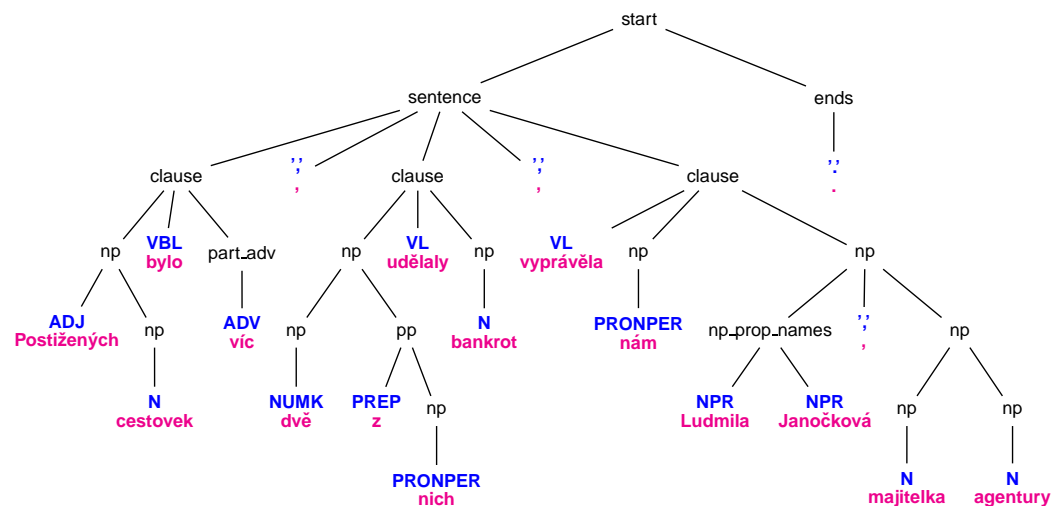 start
sentence ends
clause ',' clause ',' clause '.'
, , .
np VBL part_adv np VL np VL np np
bylo udělaly vyprávěla
ADJ np ADV np pp N PRONPER np_prop_names ',' np
Postižených víc bankrot nám ,
N NUMK PREP np NPR NPR np np
cestovek dvě z Ludmila Janočková
PRONPER N N
nich majitelka agentury